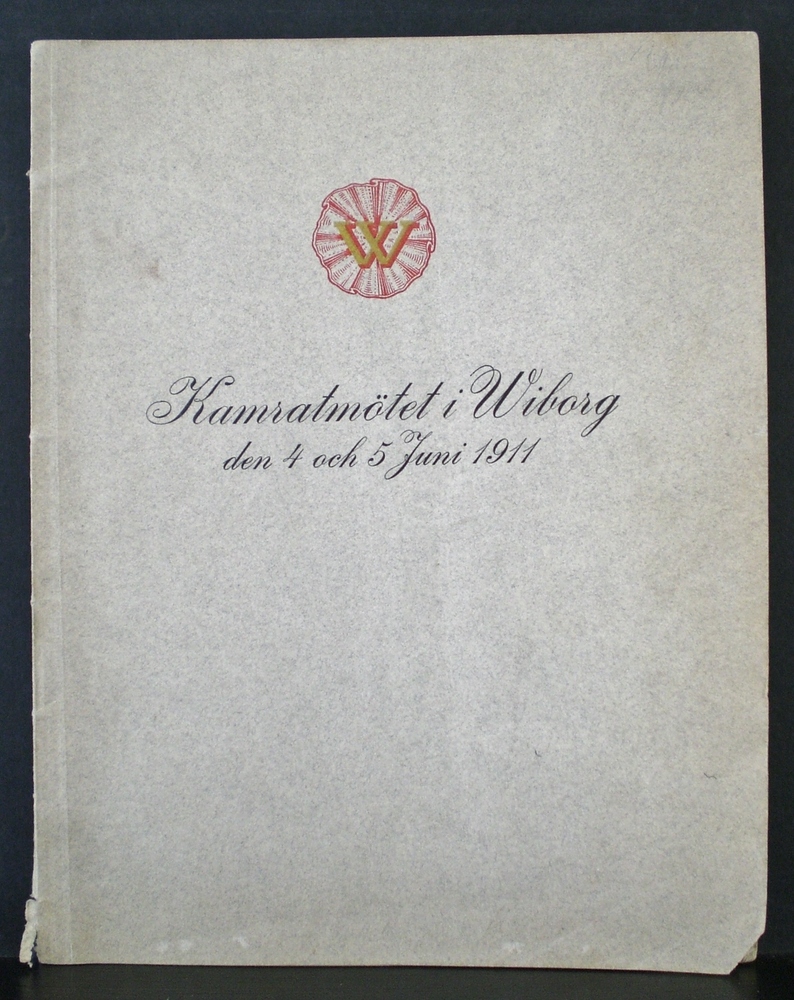 W
Kamratmötet i Wiborg
den 4 och 5 Juni 1911